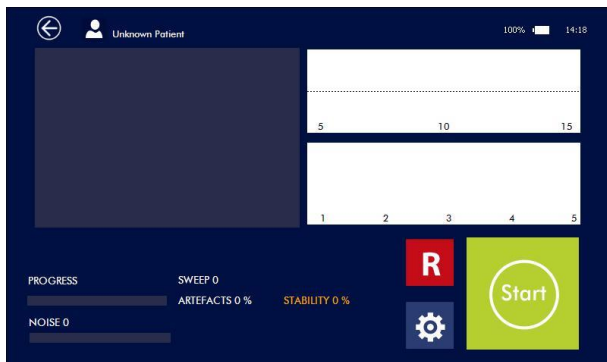 Unknown Patient
100% 14:18
5 10 15
1 2 3 4 5
R
PROGRESS
SWEEP 0
ARTEFACTS 0 % STABILITY 0 %
Start
NOISE 0